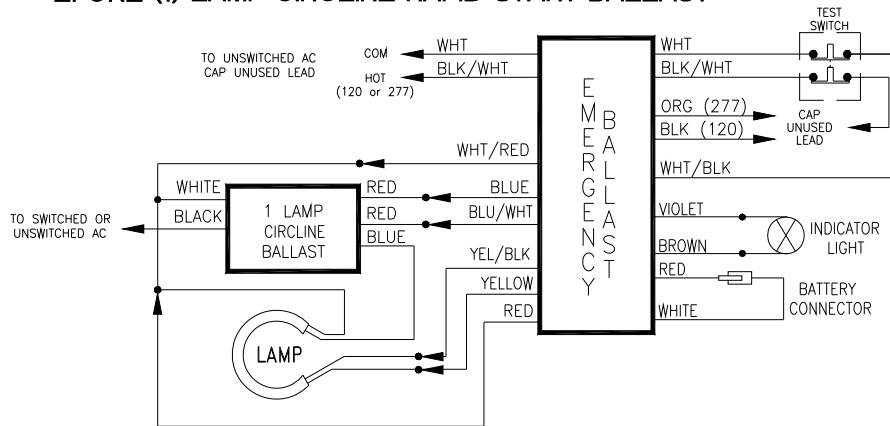 TEST
SWITCH
TO UNSWITCHED AC
CAP UNUSED LEAD
COM
HOT
(120 or 277)
WHT
BLK/WHT
WHT
BLK/WHT
ORG (277)
BLK (120)
CAP
UNUSED
LEAD
EMERGENCY
BALLAST
WHT/RED
WHT/BLK
WHITE
BLACK
TO SWITCHED OR
UNSWITCHED AC
1 LAMP
CIRCLINE
BALLAST
RED
RED
BLUE
BLUE
BLU/WHT
YEL/BLK
YELLOW
RED
VIOLET
BROWN
INDICATOR
LIGHT
RED
WHITE
BATTERY
CONNECTOR
LAMP